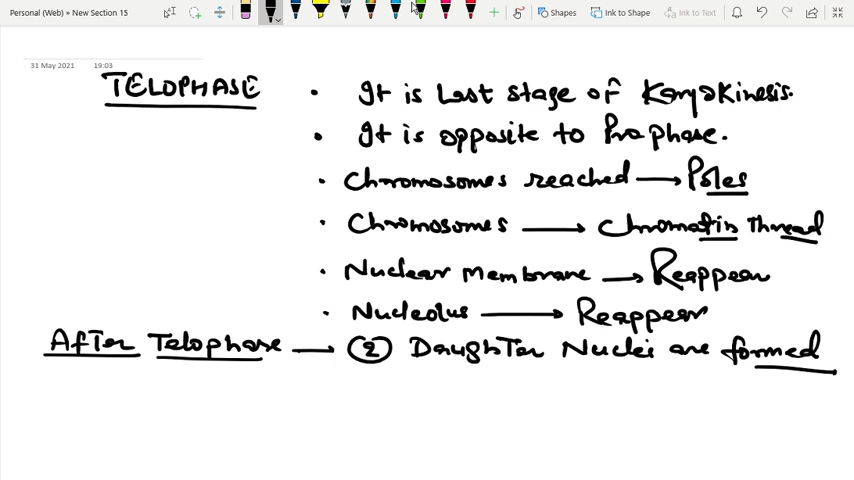 Personal (Web) » New Section 15
Shapes
Ink to Shape
Ink to Text
31 May 2021 19:03
TELOPHASE
· It is Last stage of Karyokinesis.
· It is opposite to Prophase.
· Chromosomes reached → Poles
· Chromosomes → Chromatin Thread
· Nuclear Membrane → Reappear
· Nucleolus → Reappear
After Telophase — ② Daughter Nuclei are formed